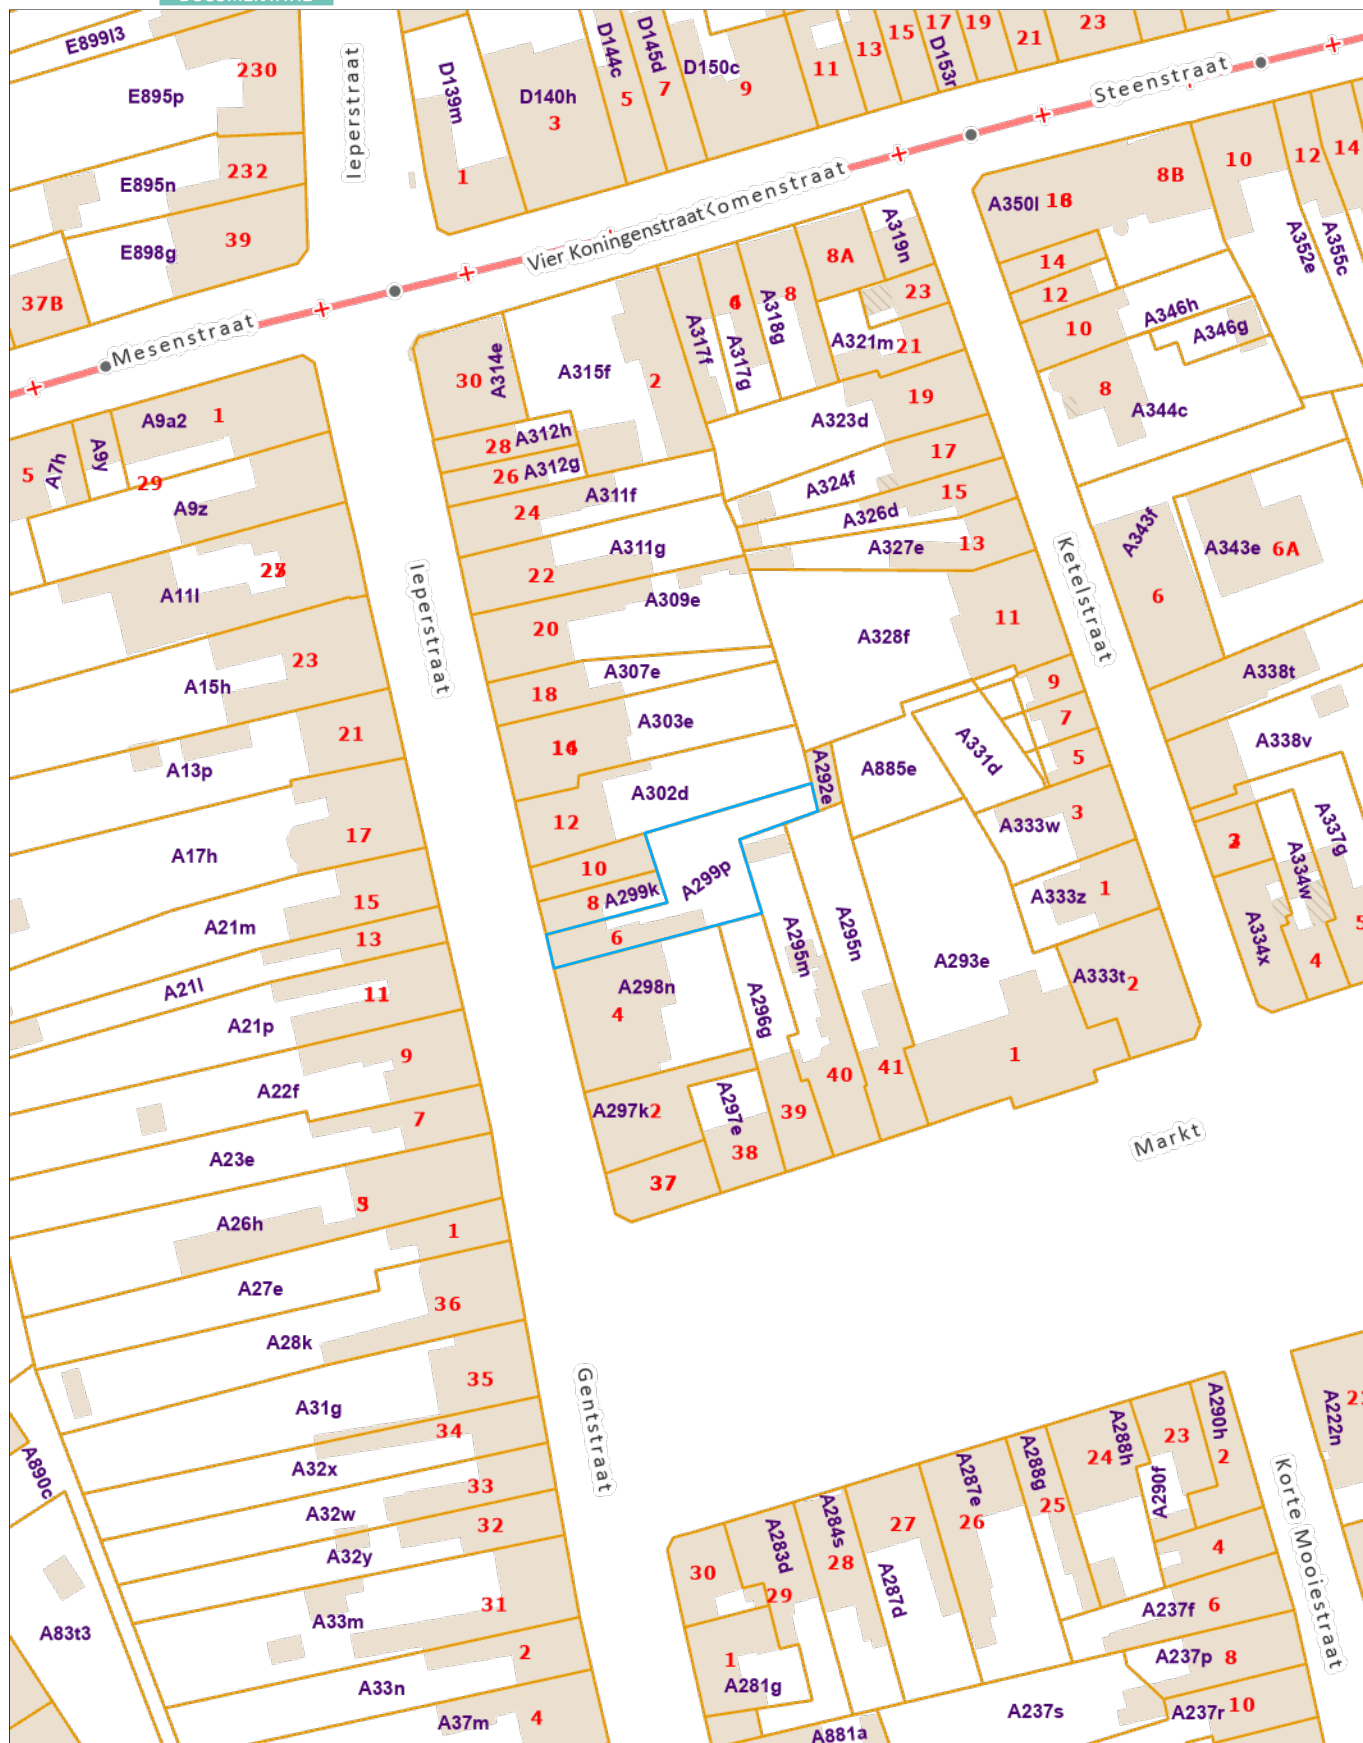 E899l3
230
E895p
Ieperstraat
D139m
D140h
3
D144c
5
D145d
7
D150c
9
11
13
15
17
D153r
19
21
23
Steenstraat
E895n
232
E898g
39
37B
1
Vier Koningenstraat
Komenstraat
Mesenstraat
A350l
8B
10
12
14
A352e
A355c
14
12
10
A346h
A346g
8
A344c
A319n
8A
23
A321m
21
8
A318g
A317g
A317f
19
A323d
30
A314e
A315f
2
A9a2
1
5
A7h
A9y
29
A9z
28
A312h
26
A312g
24
A311f
17
A324f
15
A326d
A327e
13
A311g
22
A11l
A309e
20
A328f
11
Ieperstraat
Ketelstraat
A343f
6
A343e
6A
A338t
A338v
23
A15h
A307e
18
A303e
9
7
5
21
A13p
A302d
12
A292e
A885e
A331d
A333w
3
17
A17h
10
A299k
8
A299p
6
A333z
1
A334w
A337g
A334x
4
15
A21m
13
A21l
11
A21p
A295m
A295n
A293e
A333t
2
A298n
4
A296g
9
A22f
1
40
41
7
A23e
A297k
2
A297e
39
38
37
Markt
A26h
1
A27e
36
A28k
35
A31g
34
A32x
33
A32w
32
A32y
31
A33m
2
A33n
A37m
4
A890c
A83t3
Gentstraat
A290h
2
23
A288h
24
A290f
A288g
25
A287e
26
27
A287d
A284s
28
A283d
29
30
1
A281g
4
A237f
6
A237p
8
A237r
10
A237s
A881a
A222n
Korte Mooiestraat